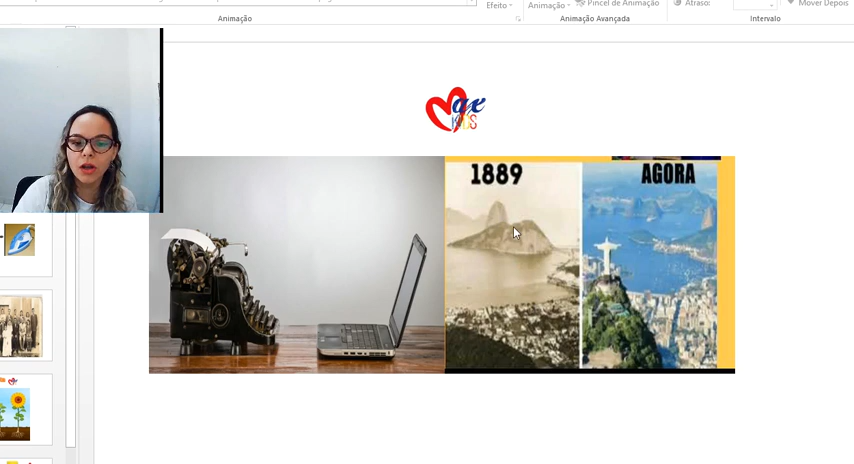 Efeito
Animação
Pincel de Animação
Atraso:
Mover Depois
Animação
Animação Avançada
Intervalo
1889
AGORA